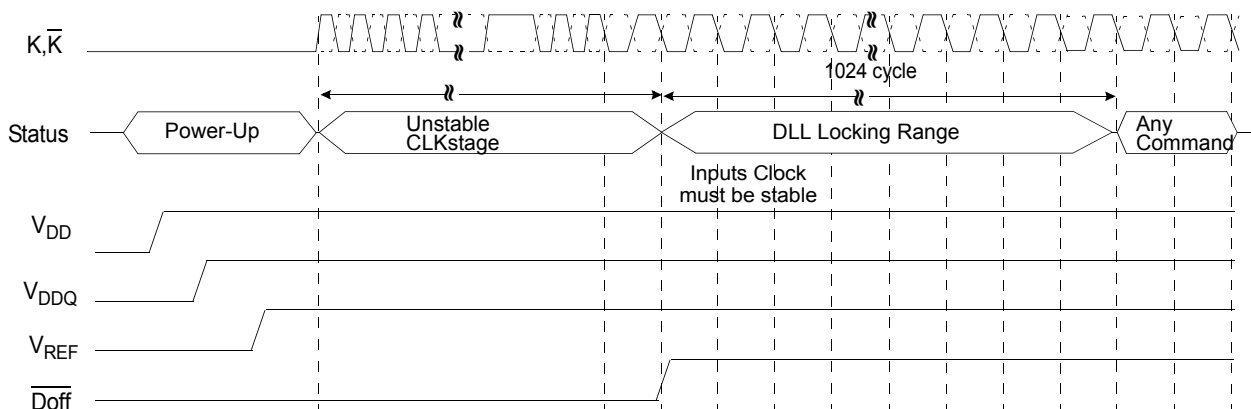 K,K̅
1024 cycle
Status
Power-Up
Unstable
CLKstage
DLL Locking Range
Any
Command
Inputs Clock
must be stable
VDD
VDDQ
VREF
D̅o̅f̅f̅